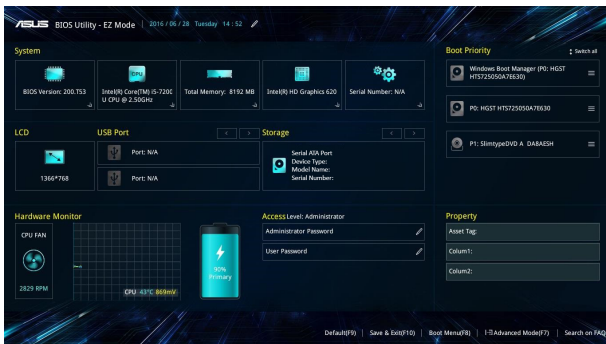 ASUS BIOS Utility - EZ Mode | 2016 / 06 / 28 Tuesday 14 : 52
System
BIOS Version: 200.T53
CPU
Intel(R) Core(TM) i5-7200
U CPU @ 2.50GHz
Total Memory: 8192 MB
Intel(R) HD Graphics 620
Serial Number: N/A
Boot Priority
Switch all
Windows Boot Manager (P0: HGST
HTS725050A7E630)
P0: HGST HTS725050A7E630
P1: SlimtypeDVD A DA8AESH
LCD
1366*768
USB Port
Port: N/A
Port: N/A
Storage
Serial ATA Port
Device Type:
Model Name:
Serial Number:
Hardware Monitor
CPU FAN
2829 RPM
CPU 43°C 869mV
90%
Primary
Access Level: Administrator
Administrator Password
User Password
Property
Asset Tag:
Colum1:
Colum2:
Default(F9) | Save & Exit(F10) | Boot Menu(F8) | Advanced Mode(F7) | Search on FAQ